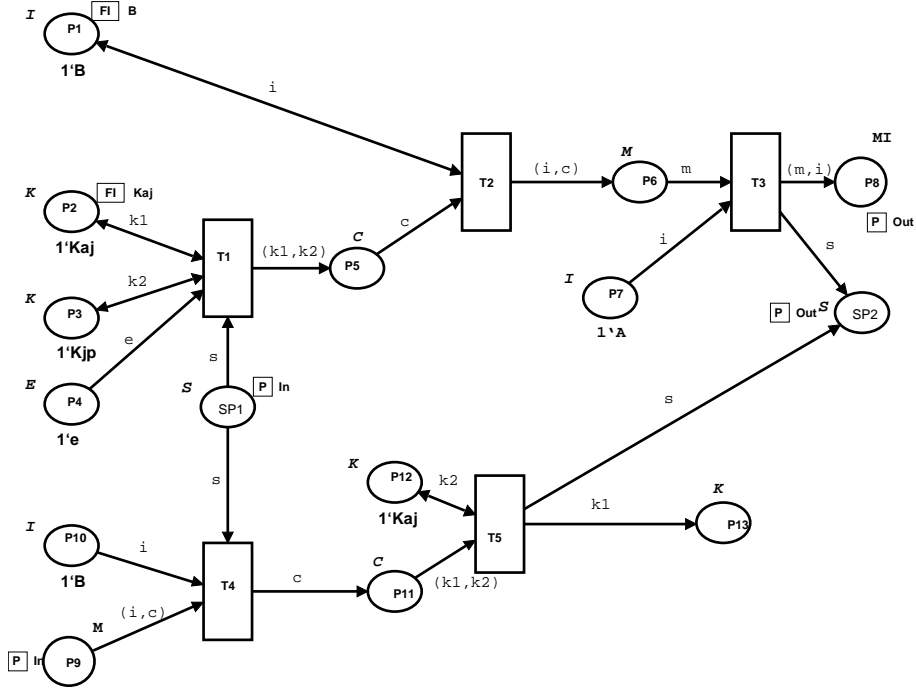 I
P1
FI B
1‘B
i
T2
(i,c)
M
P6
m
T3
(m,i)
MI
P8
P Out
K
P2
FI Kaj
k1
1‘Kaj
T1
(k1,k2)
C
P5
c
K
P3
k2
1‘Kjp
e
E
P4
1‘e
s
S
SP1
P In
s
I
P7
i
1‘A
s
P Out
S
SP2
s
K
P12
k2
1‘Kaj
T5
k1
K
P13
I
P10
i
1‘B
T4
c
C
P11
(k1,k2)
(i,c)
M
P In
P9